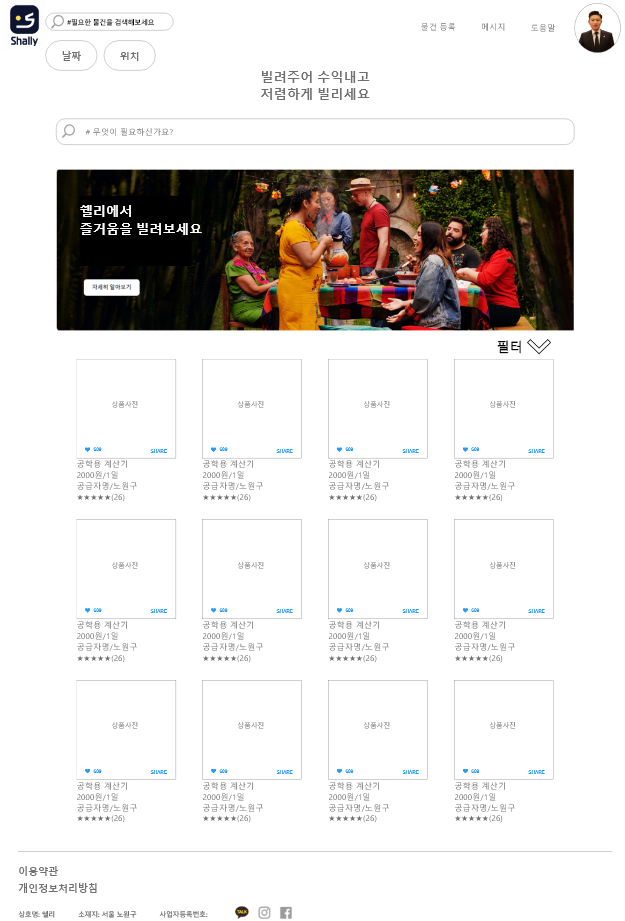 Shally
#필요한 물건을 검색해보세요
날짜
위치
물건 등록
메시지
도움말
빌려주어 수익내고
저렴하게 빌리세요
# 무엇이 필요하신가요?
쉘리에서
즐거움을 빌려보세요
자세히 알아보기
필터
상품사진 상품사진 상품사진 상품사진
509 SHARE 509 SHARE 509 SHARE 509 SHARE
공학용 계산기 공학용 계산기 공학용 계산기 공학용 계산기
2000원/1일 2000원/1일 2000원/1일 2000원/1일
공급자명/노원구 공급자명/노원구 공급자명/노원구 공급자명/노원구
★★★★★(26) ★★★★★(26) ★★★★★(26) ★★★★★(26)
상품사진 상품사진 상품사진 상품사진
509 SHARE 509 SHARE 509 SHARE 509 SHARE
공학용 계산기 공학용 계산기 공학용 계산기 공학용 계산기
2000원/1일 2000원/1일 2000원/1일 2000원/1일
공급자명/노원구 공급자명/노원구 공급자명/노원구 공급자명/노원구
★★★★★(26) ★★★★★(26) ★★★★★(26) ★★★★★(26)
상품사진 상품사진 상품사진 상품사진
509 SHARE 509 SHARE 509 SHARE 509 SHARE
공학용 계산기 공학용 계산기 공학용 계산기 공학용 계산기
2000원/1일 2000원/1일 2000원/1일 2000원/1일
공급자명/노원구 공급자명/노원구 공급자명/노원구 공급자명/노원구
★★★★★(26) ★★★★★(26) ★★★★★(26) ★★★★★(26)
이용약관
개인정보처리방침
상호명: 쉘리 소재지: 서울 노원구 사업자등록번호:
TALK